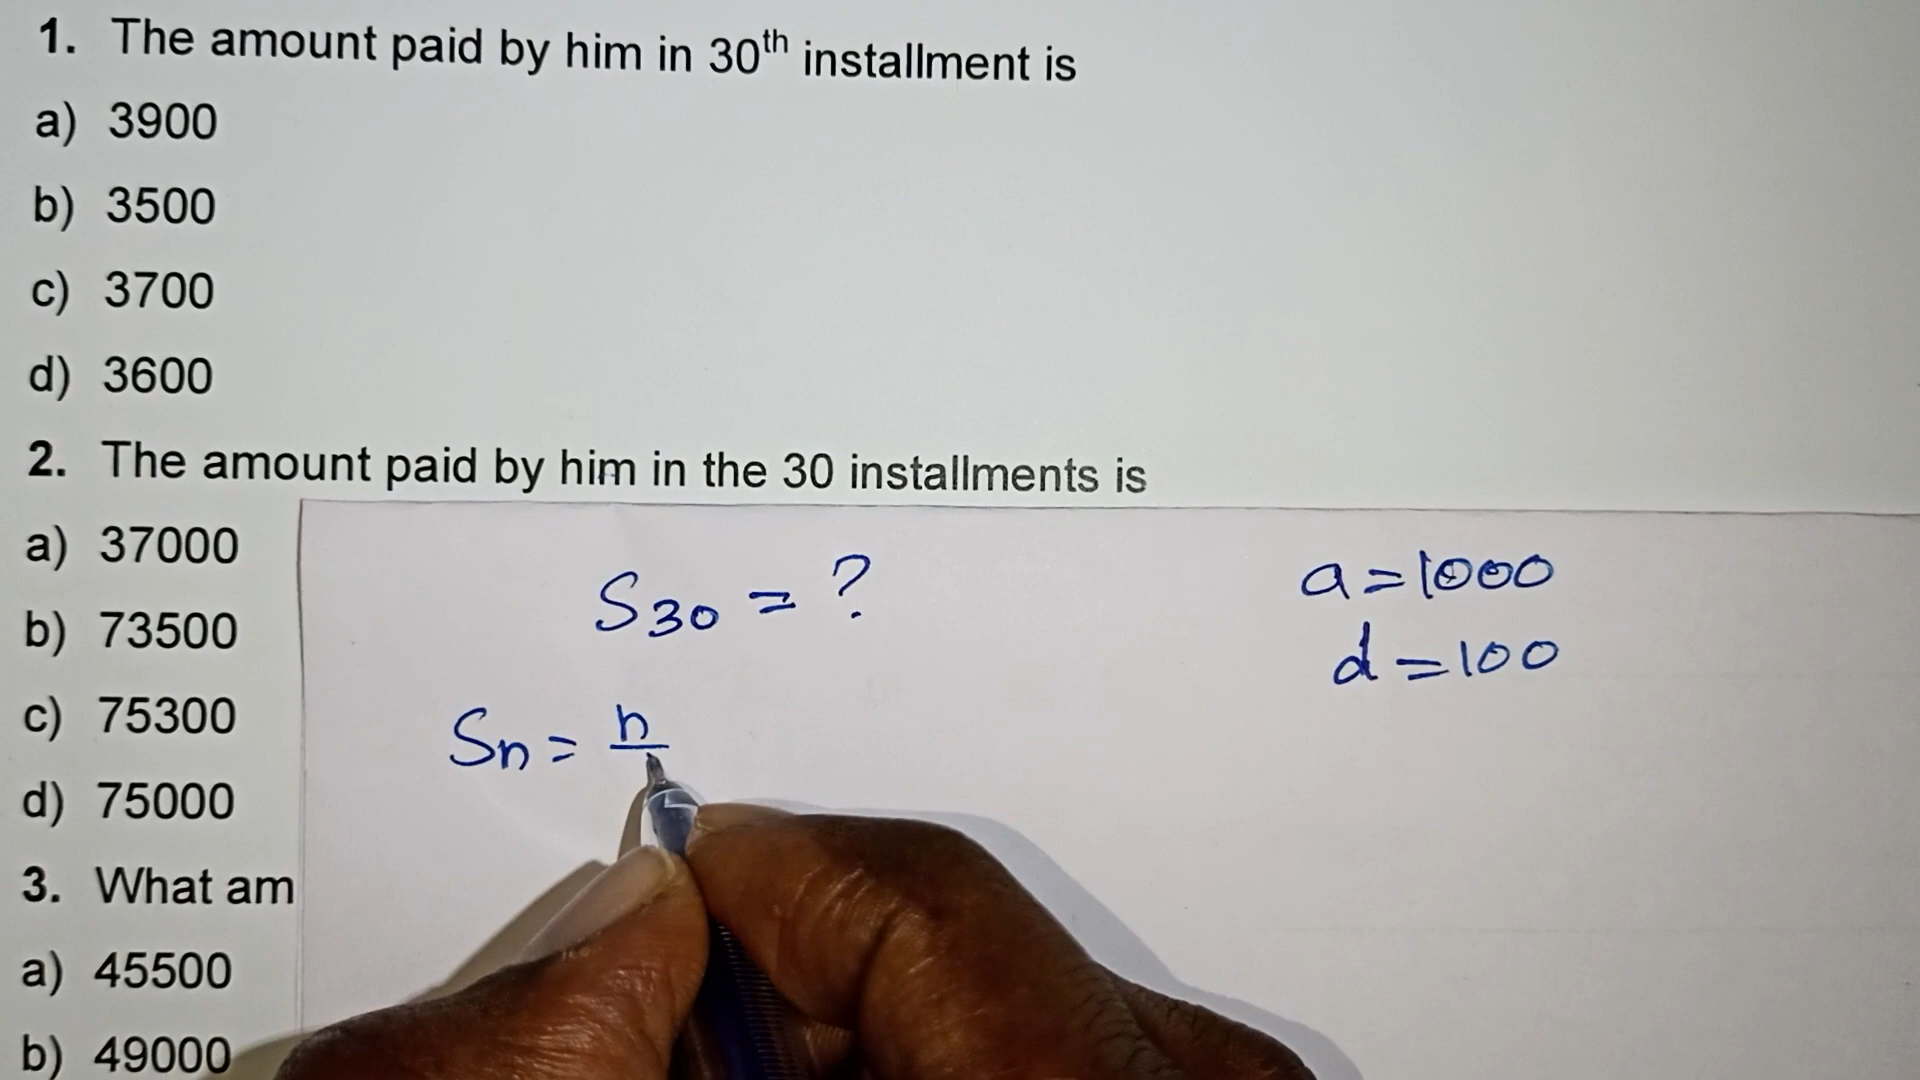 1. The amount paid by him in 30th installment is
a) 3900
b) 3500
c) 3700
d) 3600
2. The amount paid by him in the 30 installments is
a) 37000
b) 73500
c) 75300
d) 75000
S30 = ?
a = 1000
d = 100
Sn = n
3. What am
a) 45500
b) 49000